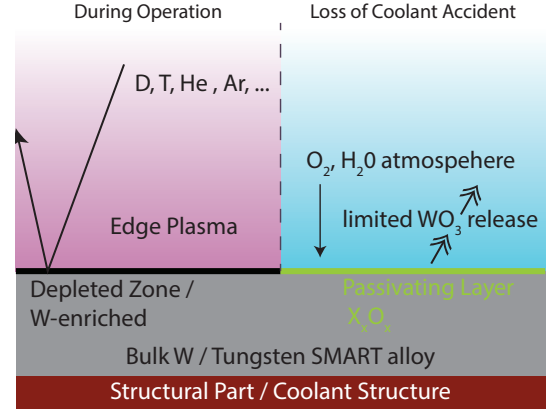 During Operation
Loss of Coolant Accident
D, T, He , Ar, ...
O₂, H₂0 atmospehere
limited WO₃ release
Edge Plasma
Depleted Zone /
W-enriched
Passivating Layer
XₓOₓ
Bulk W / Tungsten SMART alloy
Structural Part / Coolant Structure